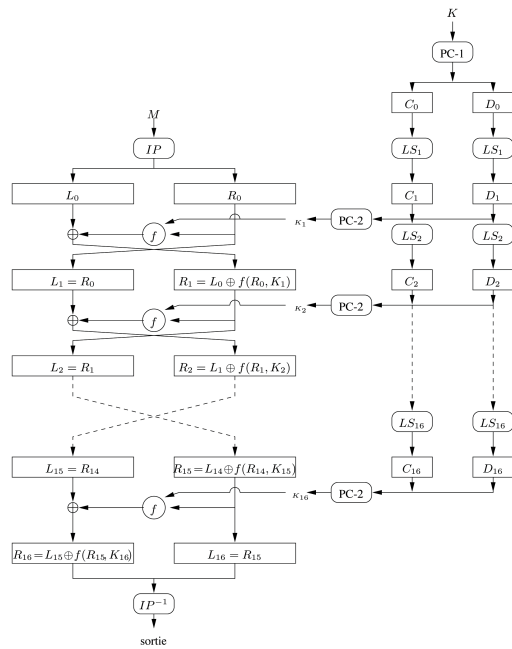 K
PC-1
C₀ D₀
M
IP LS₁ LS₁
L₀ R₀ C₁ D₁
⊕ f K₁ PC-2
LS₂ LS₂
L₁ = R₀ R₁ = L₀ ⊕ f(R₀, K₁) C₂ D₂
⊕ f K₂ PC-2
L₂ = R₁ R₂ = L₁ ⊕ f(R₁, K₂)
LS₁₆ LS₁₆
L₁₅ = R₁₄ R₁₅ = L₁₄ ⊕ f(R₁₄, K₁₅) C₁₆ D₁₆
⊕ f K₁₆ PC-2
R₁₆ = L₁₅ ⊕ f(R₁₅, K₁₆) L₁₆ = R₁₅
IP⁻¹
sortie